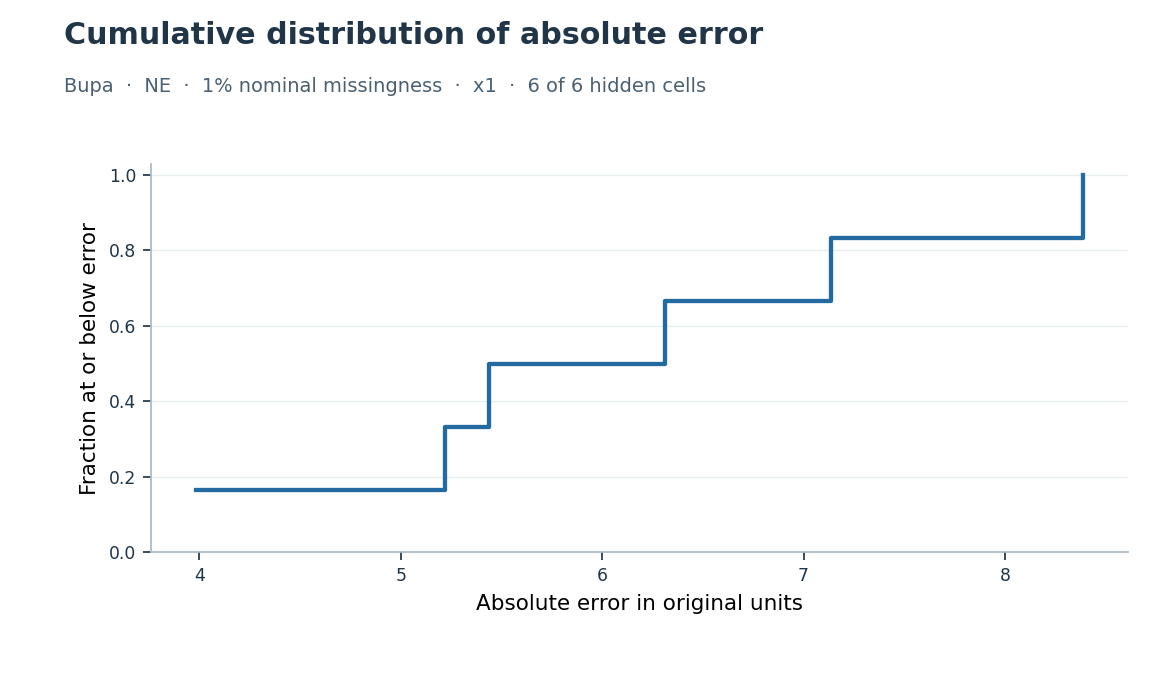 Cumulative distribution of absolute error
Bupa · NE · 1% nominal missingness · x1 · 6 of 6 hidden cells
Fraction at or below error
1.0
0.8
0.6
0.4
0.2
0.0
4 5 6 7 8
Absolute error in original units